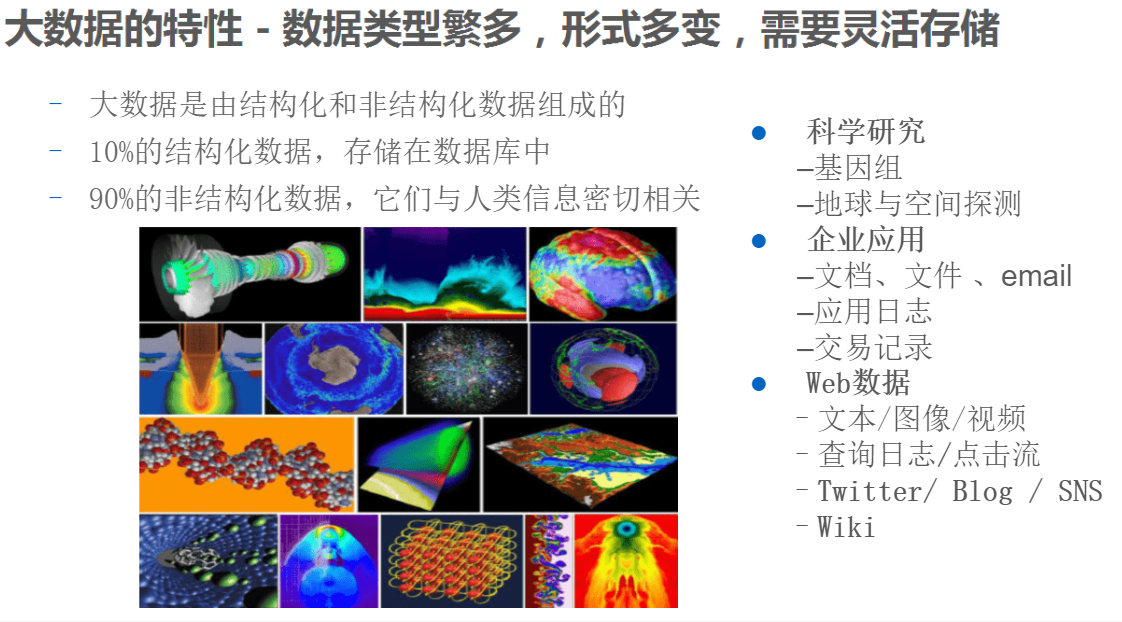 大数据的特性 - 数据类型繁多，形式多变，需要灵活存储
- 大数据是由结构化和非结构化数据组成的
- 10%的结构化数据，存储在数据库中
- 90%的非结构化数据，它们与人类信息密切相关
● 科学研究
–基因组
–地球与空间探测
● 企业应用
–文档、文件 、email
–应用日志
–交易记录
● Web数据
- 文本/图像/视频
- 查询日志/点击流
- Twitter/ Blog / SNS
- Wiki